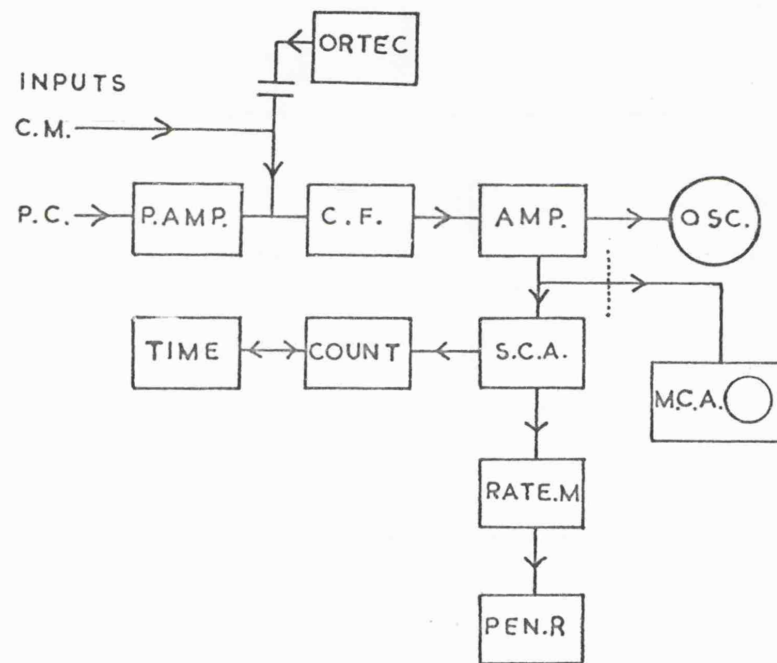 ORTEC
INPUTS
C.M.
P.C.
P.AMP.
C.F.
AMP.
OSC.
TIME
COUNT
S.C.A.
M.C.A.
RATE.M
PEN.R